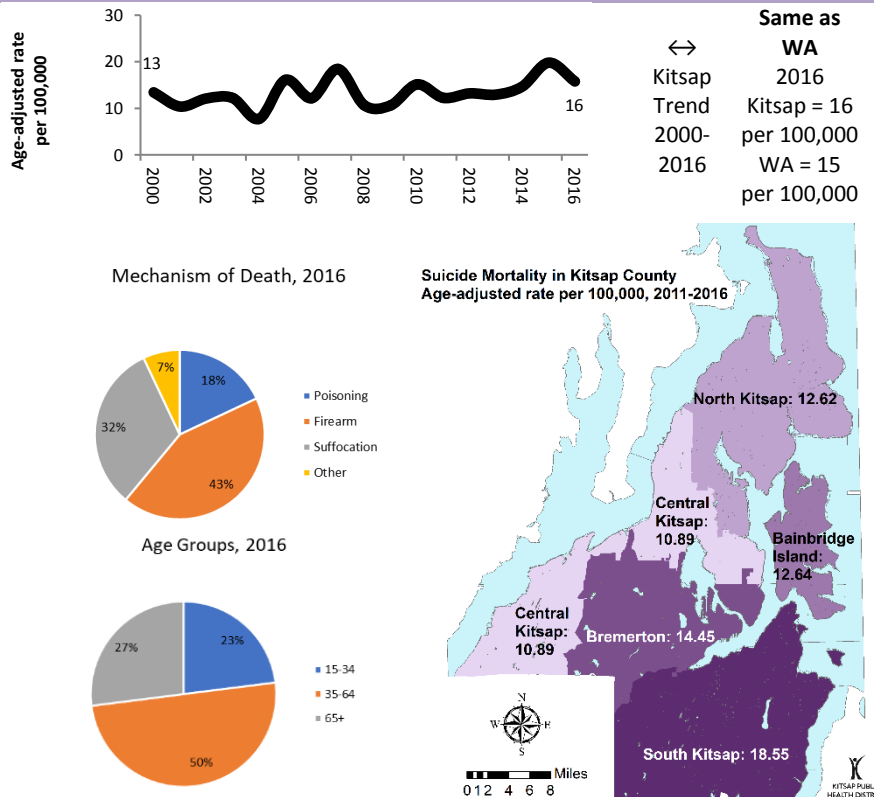 Age-adjusted rate
per 100,000
30
20
10
0
13
16
2000
2002
2004
2006
2008
2010
2012
2014
2016
↔
Kitsap
Trend
2000-
2016
Same as
WA
2016
Kitsap = 16
per 100,000
WA = 15
per 100,000
Mechanism of Death, 2016
7%
18%
32%
43%
Poisoning
Firearm
Suffocation
Other
Age Groups, 2016
27%
23%
50%
15-34
35-64
65+
Suicide Mortality in Kitsap County
Age-adjusted rate per 100,000, 2011-2016
North Kitsap: 12.62
Central
Kitsap:
10.89
Bainbridge
Island:
12.64
Central
Kitsap:
10.89
Bremerton: 14.45
South Kitsap: 18.55
N
W
E
S
Miles
0 1 2 4 6 8
KITSAP PUBL
HEALTH DISTR